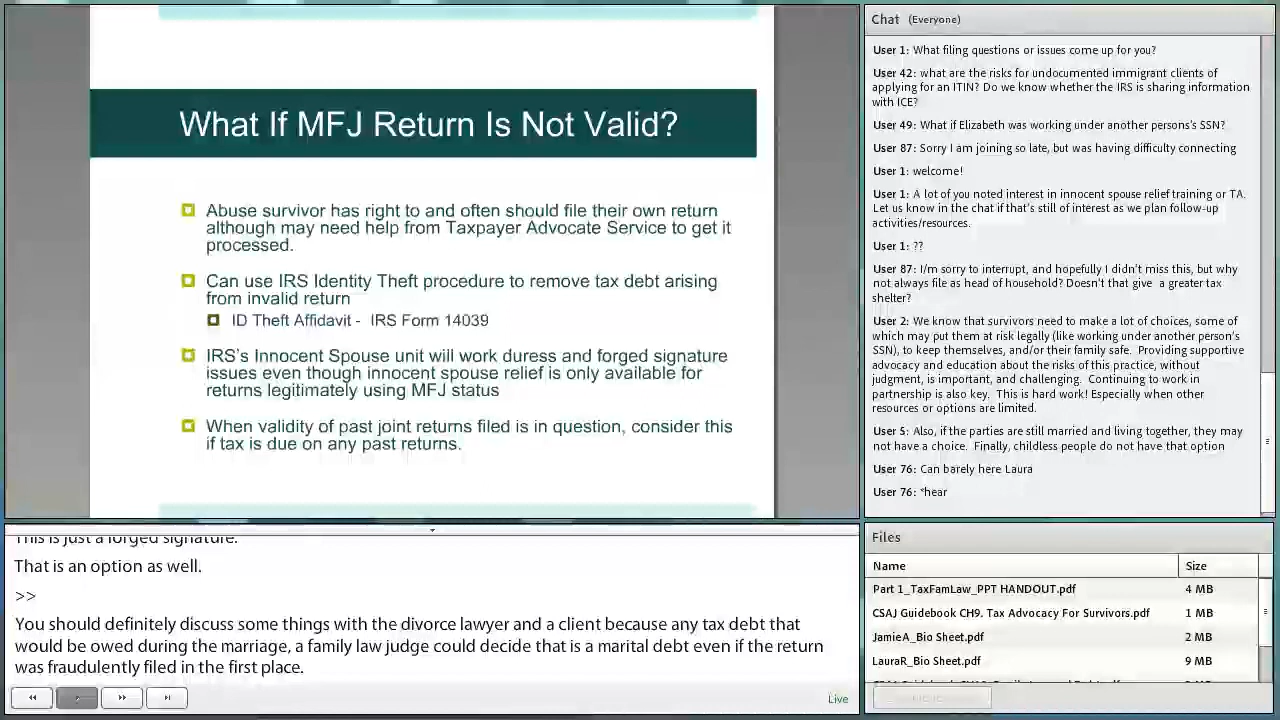 What If MFJ Return Is Not Valid?
Abuse survivor has right to and often should file their own return
although may need help from Taxpayer Advocate Service to get it
processed.
Can use IRS Identity Theft procedure to remove tax debt arising
from invalid return
ID Theft Affidavit - IRS Form 14039
IRS's Innocent Spouse unit will work duress and forged signature
issues even though innocent spouse relief is only available for
returns legitimately using MFJ status
When validity of past joint returns filed is in question, consider this
if tax is due on any past returns.
This is just a forged signature.
That is an option as well.
>>
You should definitely discuss some things with the divorce lawyer and a client because any tax debt that
would be owed during the marriage, a family law judge could decide that is a marital debt even if the return
was fraudulently filed in the first place.
Live
Chat (Everyone)
User 1: What filing questions or issues come up for you?
User 42: what are the risks for undocumented immigrant clients of
applying for an ITIN? Do we know whether the IRS is sharing information
with ICE?
User 49: What if Elizabeth was working under another persons's SSN?
User 87: Sorry I am joining so late, but was having difficulty connecting
User 1: welcome!
User 1: A lot of you noted interest in innocent spouse relief training or TA.
Let us know in the chat if that's still of interest as we plan follow-up
activities/resources.
User 1: ??
User 87: I/m sorry to interrupt, and hopefully I didn't miss this, but why
not always file as head of household? Doesn't that give a greater tax
shelter?
User 2: We know that survivors need to make a lot of choices, some of
which may put them at risk legally (like working under another person's
SSN), to keep themselves, and/or their family safe. Providing supportive
advocacy and education about the risks of this practice, without
judgment, is important, and challenging. Continuing to work in
partnership is also key. This is hard work! Especially when other
resources or options are limited.
User 5: Also, if the parties are still married and living together, they may
not have a choice. Finally, childless people do not have that option
User 76: Can barely here Laura
User 76: *hear
Files
Name Size
Part 1_TaxFamLaw_PPT HANDOUT.pdf 4 MB
CSAJ Guidebook CH9. Tax Advocacy For Survivors.pdf 1 MB
JamieA_Bio Sheet.pdf 2 MB
LauraR_Bio Sheet.pdf 9 MB